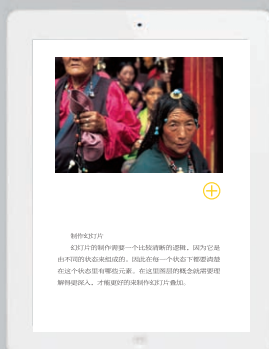 制作幻灯片
幻灯片的制作需要一个比较清晰的逻辑，因为它是
由不同的状态来组成的。因此在每一个状态下都要清楚
在这个状态里有哪些元素。在这里图层的概念就需要理
解得更深入，才能更好的来制作幻灯片叠加。